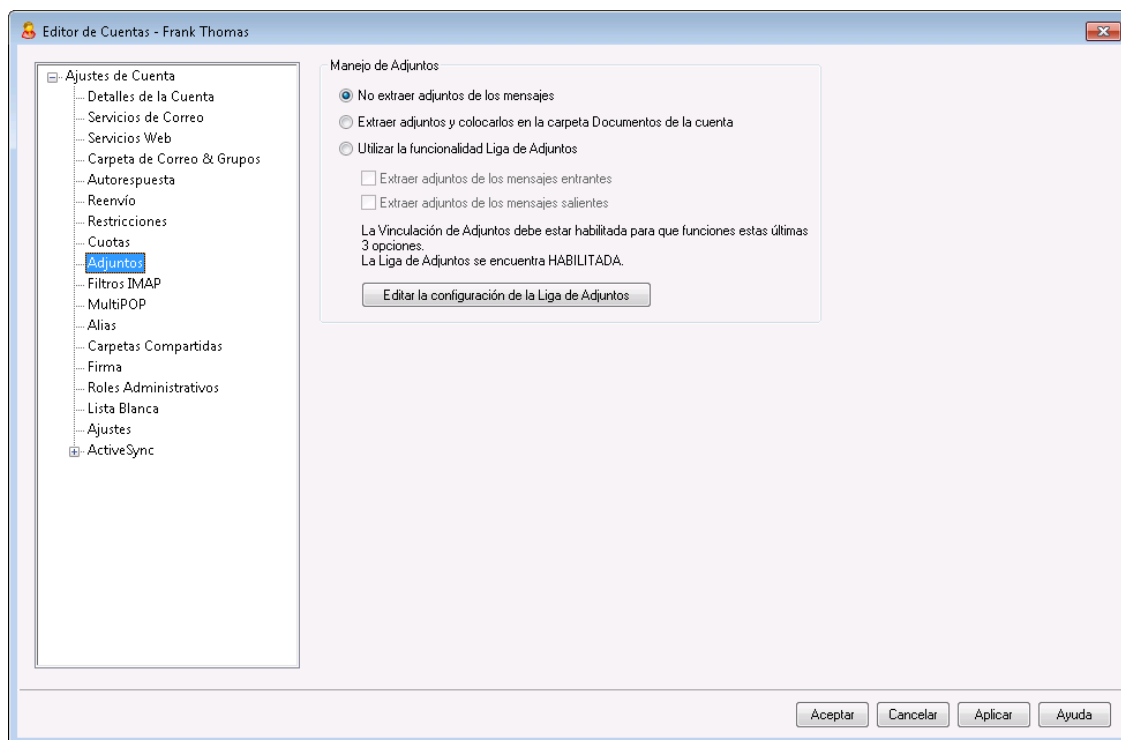 Editor de Cuentas - Frank Thomas
Ajustes de Cuenta
Detalles de la Cuenta
Servicios de Correo
Servicios Web
Carpeta de Correo & Grupos
Autorespuesta
Reenvío
Restricciones
Cuotas
Adjuntos
Filtros IMAP
MultiPOP
Alias
Carpetas Compartidas
Firma
Roles Administrativos
Lista Blanca
Ajustes
ActiveSync
Manejo de Adjuntos
No extraer adjuntos de los mensajes
Extraer adjuntos y colocarlos en la carpeta Documentos de la cuenta
Utilizar la funcionalidad Liga de Adjuntos
Extraer adjuntos de los mensajes entrantes
Extraer adjuntos de los mensajes salientes
La Vinculación de Adjuntos debe estar habilitada para que funciones estas últimas
3 opciones.
La Liga de Adjuntos se encuentra HABILITADA.
Editar la configuración de la Liga de Adjuntos
Aceptar
Cancelar
Aplicar
Ayuda